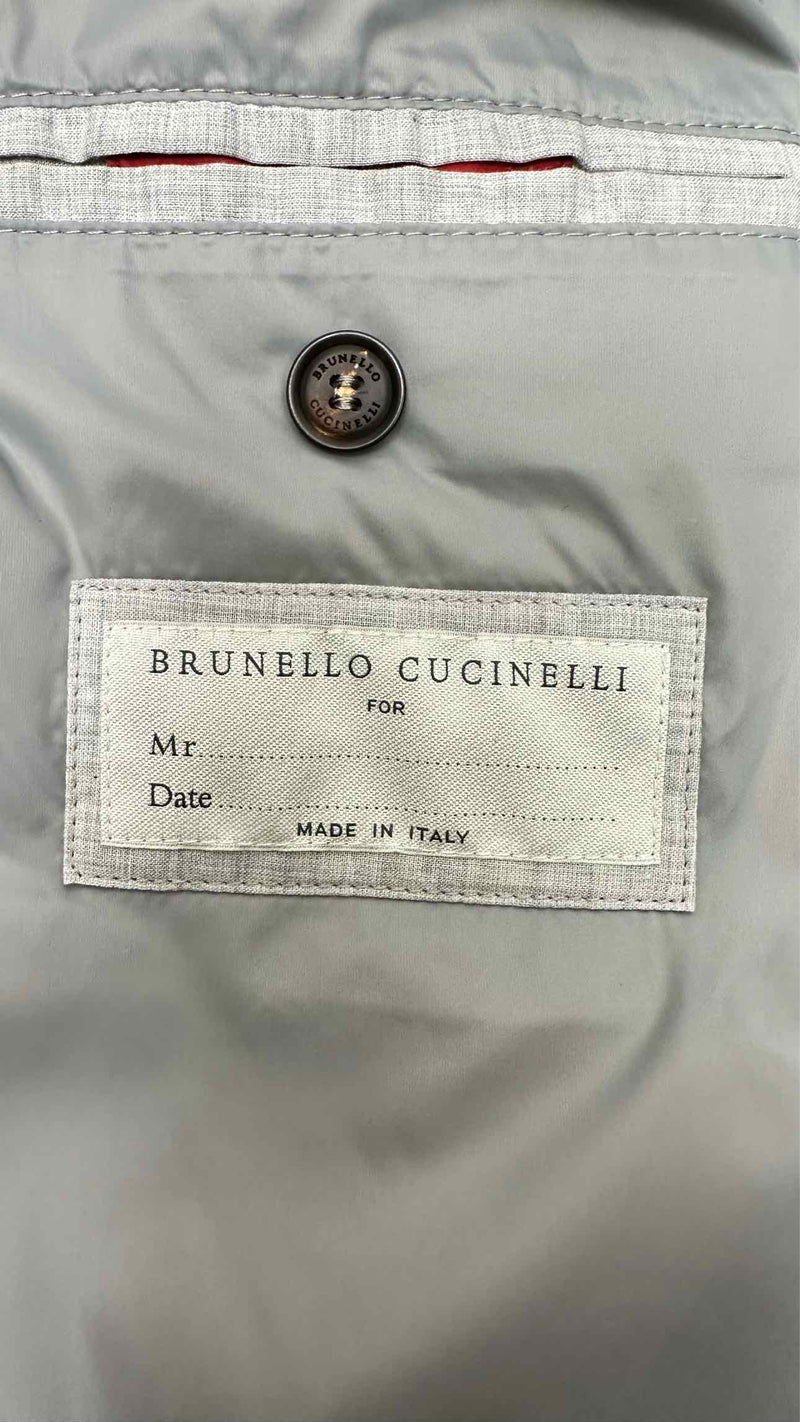 BRUNELLO
CUCINELLI
BRUNELLO CUCINELLI
FOR
Mr...............................................
Date.............................................
MADE IN ITALY